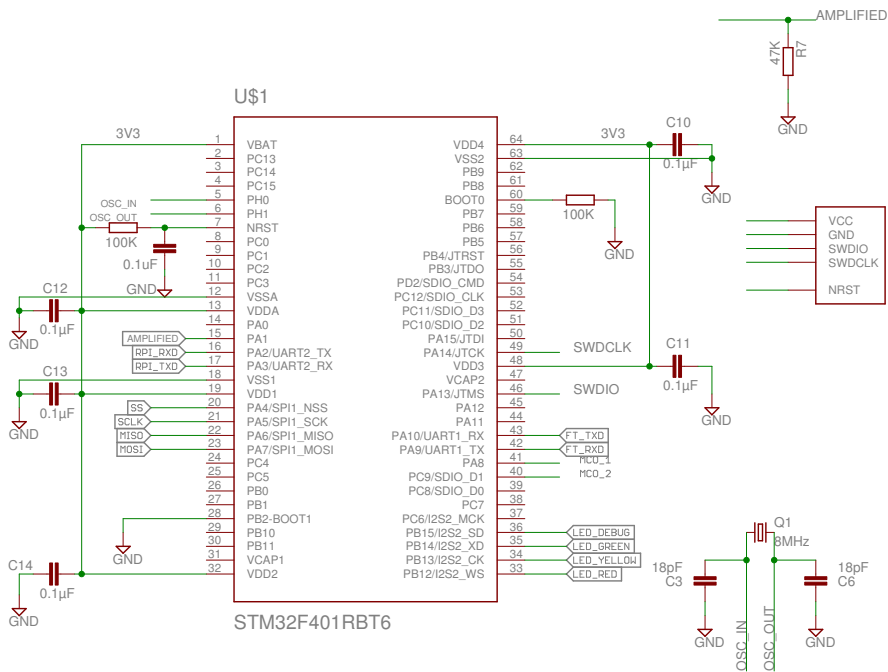 AMPLIFIED
47K
R7
GND
U$1
3V3
1 VBAT
2 PC13
3 PC14
4 PC15
OSC_IN 5 PH0
OSC_OUT 6 PH1
7 NRST
100K
8 PC0
9 PC1
0.1uF
10 PC2
11 PC3
GND
12 VSSA
C12
13 VDDA
0.1µF
GND
14 PA0
AMPLIFIED 15 PA1
RPI_RXD 16 PA2/UART2_TX
RPI_TXD 17 PA3/UART2_RX
18 VSS1
C13
19 VDD1
0.1µF
GND
SS 20 PA4/SPI1_NSS
SCLK 21 PA5/SPI1_SCK
MISO 22 PA6/SPI1_MISO
MOSI 23 PA7/SPI1_MOSI
24 PC4
25 PC5
26 PB0
27 PB1
28 PB2-BOOT1
29 PB10
30 PB11
GND
31 VCAP1
C14
32 VDD2
0.1µF
GND
VDD4 64
3V3
C10
0.1µF
GND
VSS2 63
PB9 62
PB8 61
BOOT0 60
100K
GND
PB7 59
PB6 58
PB5 57
PB4/JTRST 56
PB3/JTDO 55
PD2/SDIO_CMD 54
PC12/SDIO_CLK 53
PC11/SDIO_D3 52
PC10/SDIO_D2 51
PA15/JTDI 50
PA14/JTCK 49 SWDCLK
VDD3 48
C11
0.1µF
GND
VCAP2 47
PA13/JTMS 46 SWDIO
PA12 45
PA11 44
PA10/UART1_RX 43 FT_TXD
PA9/UART1_TX 42 FT_RXD
PA8 41 MCO_1
PC9/SDIO_D1 40 MCO_2
PC8/SDIO_D0 39
PC7 38
PC6/I2S2_MCK 37
PB15/I2S2_SD 36 LED_DEBUG
PB14/I2S2_XD 35 LED_GREEN
PB13/I2S2_CK 34 LED_YELLOW
PB12/I2S2_WS 33 LED_RED
STM32F401RBT6
VCC
GND
SWDIO
SWDCLK
NRST
Q1
8MHz
18pF
C3
GND
18pF
C6
GND
OSC_IN
OSC_OUT